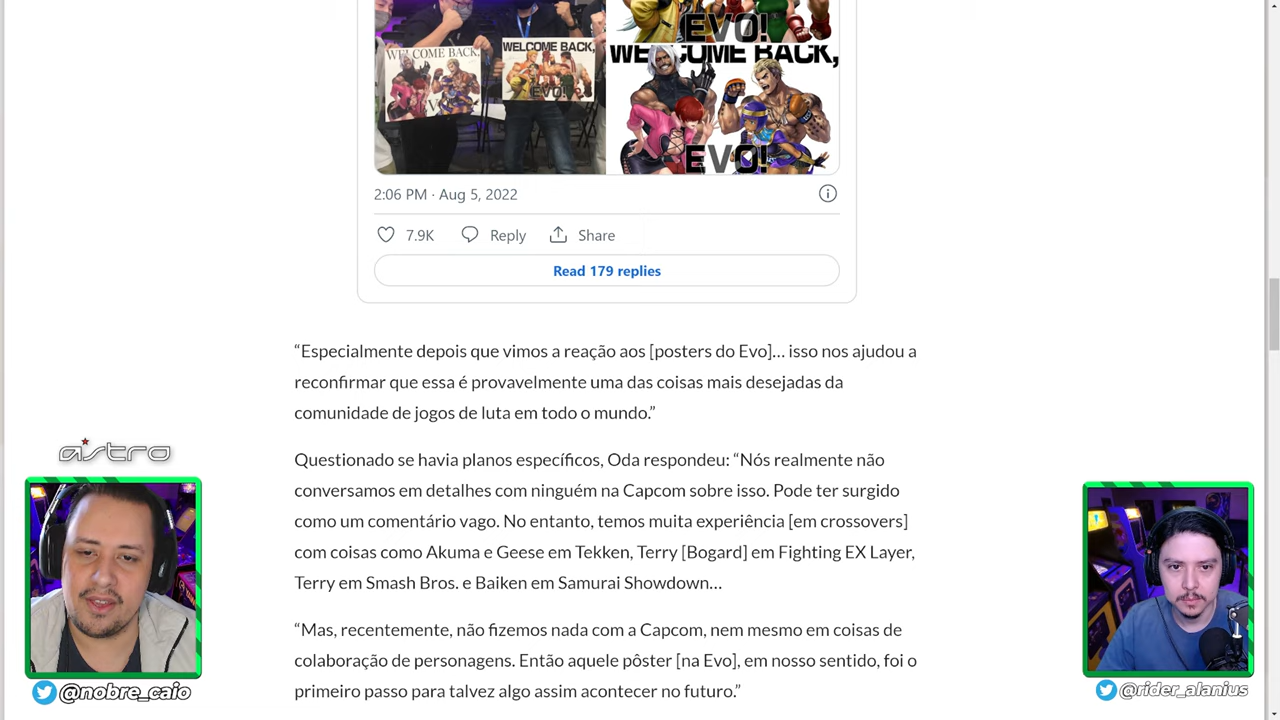 EVO!
WELCOME BACK,
WELCOME BACK,
EVO!
WELCOME BACK,
EVO!
2:06 PM · Aug 5, 2022
7.9K Reply Share
Read 179 replies
“Especialmente depois que vimos a reação aos [posters do Evo]… isso nos ajudou a
reconfirmar que essa é provavelmente uma das coisas mais desejadas da
comunidade de jogos de luta em todo o mundo.”
Questionado se havia planos específicos, Oda respondeu: “Nós realmente não
conversamos em detalhes com ninguém na Capcom sobre isso. Pode ter surgido
como um comentário vago. No entanto, temos muita experiência [em crossovers]
com coisas como Akuma e Geese em Tekken, Terry [Bogard] em Fighting EX Layer,
Terry em Smash Bros. e Baiken em Samurai Showdown…
“Mas, recentemente, não fizemos nada com a Capcom, nem mesmo em coisas de
colaboração de personagens. Então aquele pôster [na Evo], em nosso sentido, foi o
primeiro passo para talvez algo assim acontecer no futuro.”
astro
@nobre_caio
@rider_alanius